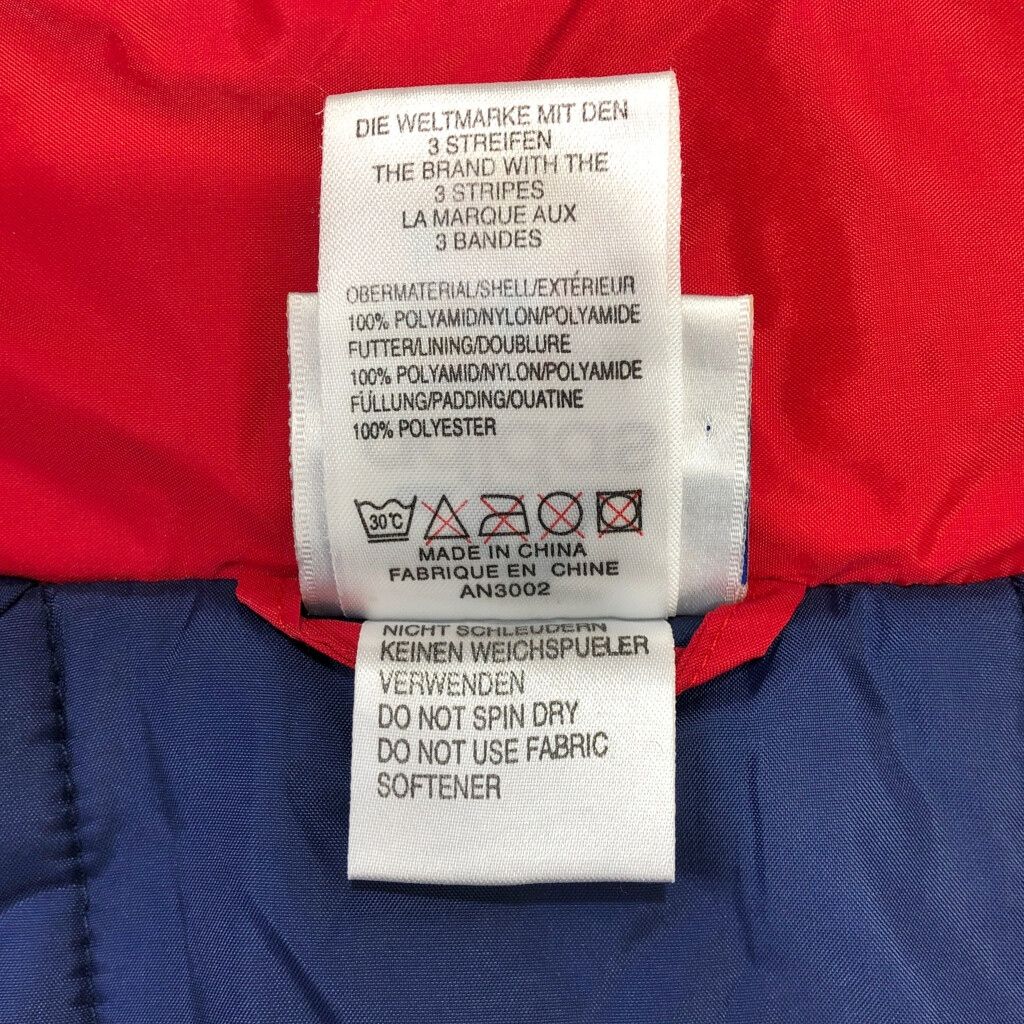 DIE WELTMARKE MIT DEN
3 STREIFEN
THE BRAND WITH THE
3 STRIPES
LA MARQUE AUX
3 BANDES
OBERMATERIAL/SHELL/EXTÉRIEUR
100% POLYAMID/NYLON/POLYAMIDE
FUTTER/LINING/DOUBLURE
100% POLYAMID/NYLON/POLYAMIDE
FÜLLUNG/PADDING/OUATINE
100% POLYESTER
30°C
MADE IN CHINA
FABRIQUE EN CHINE
AN3002
NICHT SCHLEUDERN
KEINEN WEICHSPUELER
VERWENDEN
DO NOT SPIN DRY
DO NOT USE FABRIC
SOFTENER